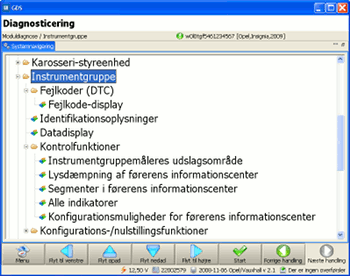 GDS
Diagnosticering
Moduldiagnose / Instrumentgruppe
w0lbtgf5461234567 (Opel,Insignia,2009)
Systemnavigering
Karosseri-styreenhed
Instrumentgruppe
Fejlkoder (DTC)
Fejlkode-display
Identifikationsoplysninger
Datadisplay
Kontrolfunktioner
Instrumentgruppemåleres udslagsområde
Lysdæmpning af førerens informationscenter
Segmenter i førerens informationscenter
Alle indikatorer
Konfigurationsmuligheder for førerens informationscenter
Konfigurations-/nulstillingsfunktioner
Menu
Flyt til venstre
Flyt opad
Flyt nedad
Flyt til højre
Start
Forrige handling
Næste handling
12,50 V
22802579
2008-11-06 Opel/Vauxhall v 2.1
Der er ingen overførsler